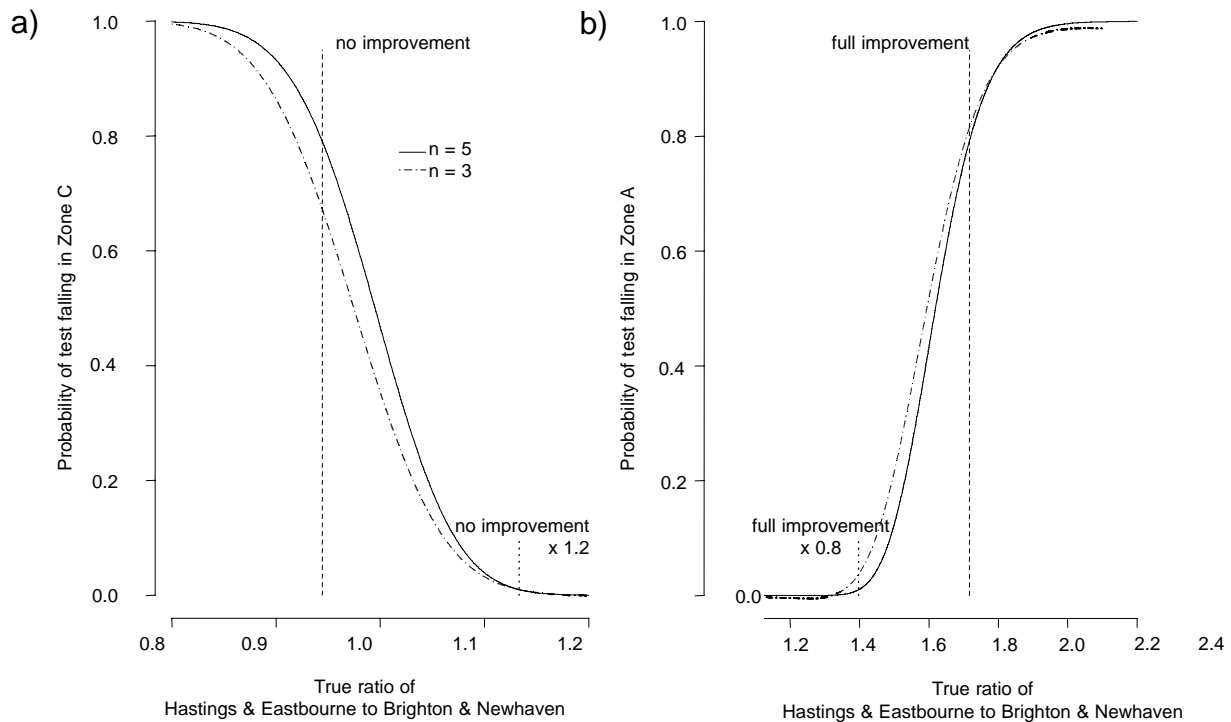 a)
Probability of test falling in Zone C
1.0
0.8
0.6
0.4
0.2
0.0
no improvement
n = 5
n = 3
no improvement
x 1.2
0.8 0.9 1.0 1.1 1.2
True ratio of
Hastings & Eastbourne to Brighton & Newhaven
b)
Probability of test falling in Zone A
1.0
0.8
0.6
0.4
0.2
0.0
full improvement
full improvement
x 0.8
1.2 1.4 1.6 1.8 2.0 2.2 2.4
True ratio of
Hastings & Eastbourne to Brighton & Newhaven